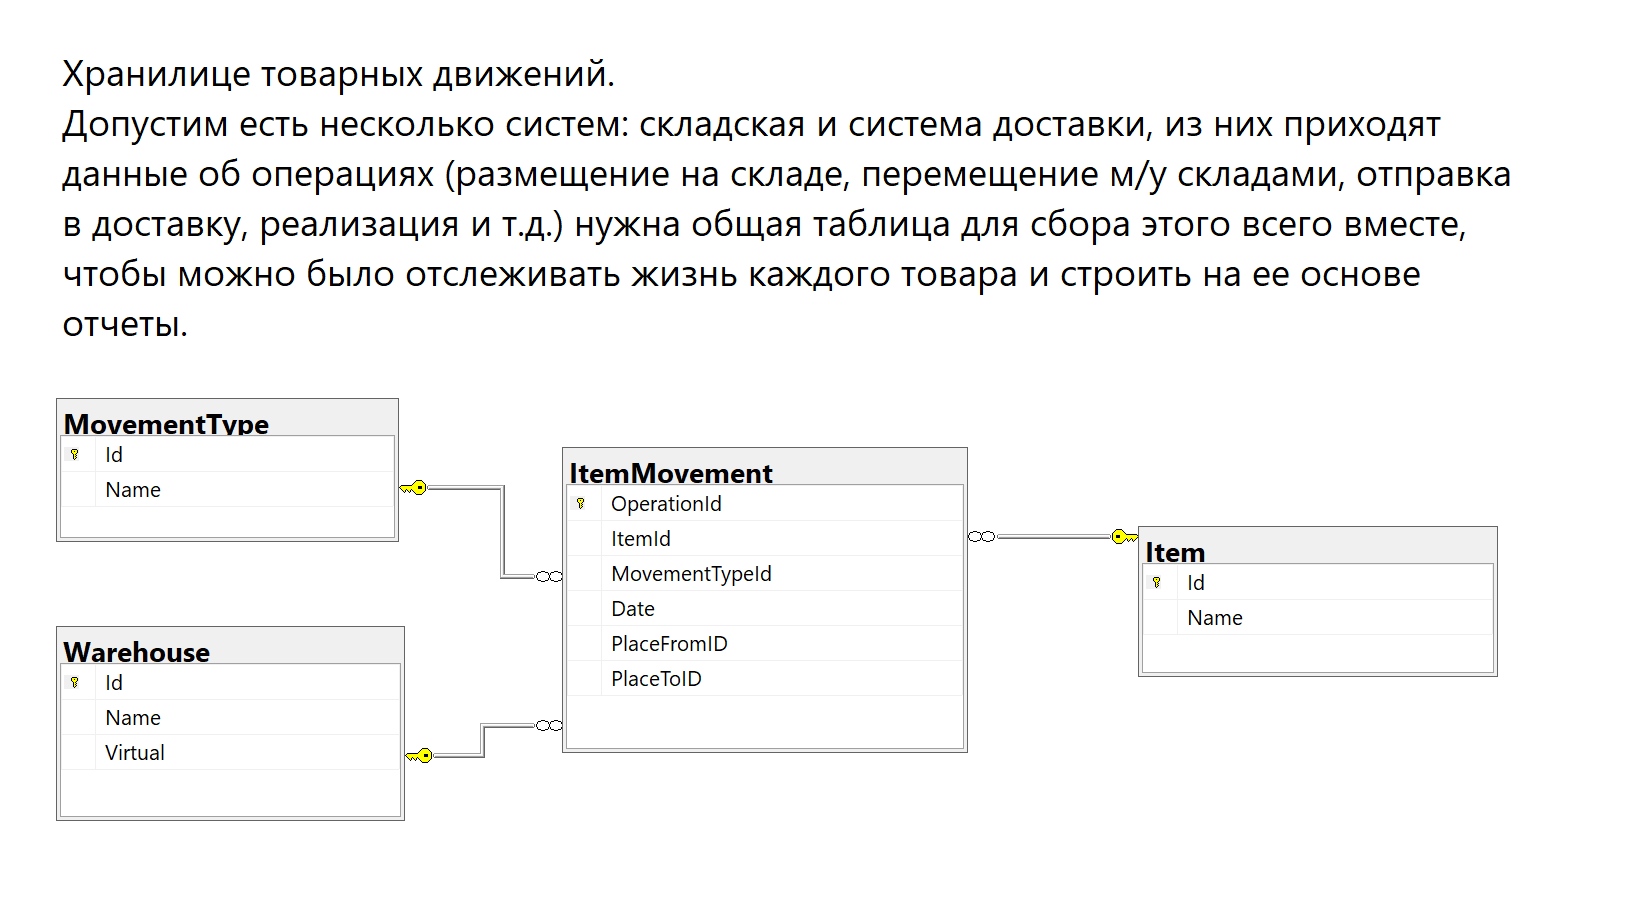 Хранилице товарных движений.
Допустим есть несколько систем: складская и система доставки, из них приходят
данные об операциях (размещение на складе, перемещение м/у складами, отправка
в доставку, реализация и т.д.) нужна общая таблица для сбора этого всего вместе,
чтобы можно было отслеживать жизнь каждого товара и строить на ее основе
отчеты.
MovementType
Id
Name
Warehouse
Id
Name
Virtual
ItemMovement
OperationId
ItemId
MovementTypeId
Date
PlaceFromID
PlaceToID
Item
Id
Name